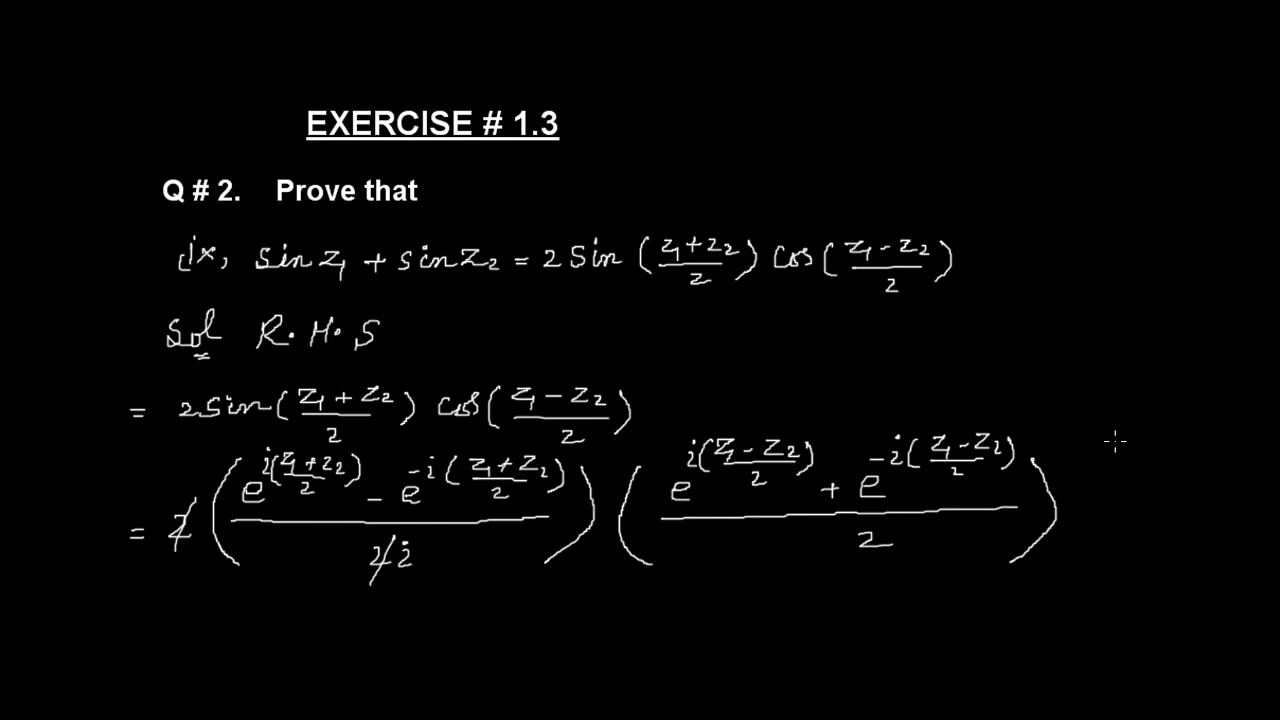 EXERCISE # 1.3
Q # 2. Prove that
ix, sin z₁ + sin z₂ = 2 sin ( (z₁ + z₂)/2 ) cos ( (z₁ - z₂)/2 )
Sol R.H.S
= 2 sin ( (z₁ + z₂)/2 ) cos ( (z₁ - z₂)/2 )
= 2 ( (e^{i((z₁ + z₂)/2)} - e^{-i((z₁ + z₂)/2)}) / 2i ) ( (e^{i((z₁ - z₂)/2)} + e^{-i((z₁ - z₂)/2)}) / 2 )